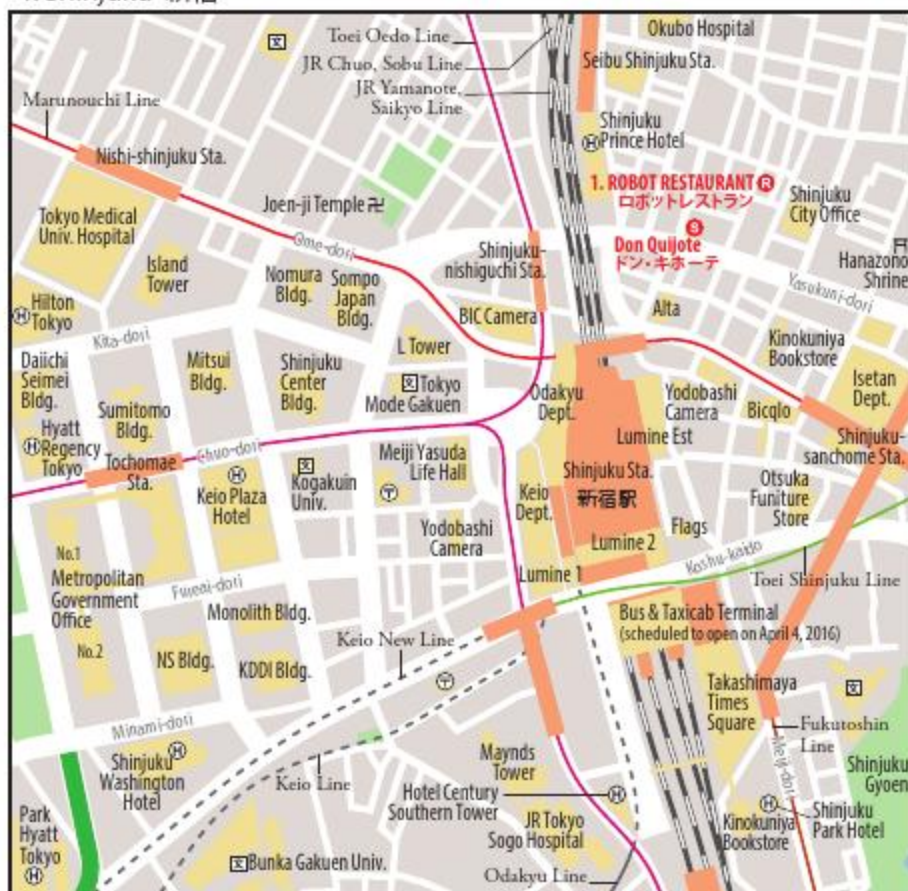 Toei Oedo Line
JR Chuo, Sobu Line
JR Yamanote,
Saikyo Line
Okubo Hospital
Seibu Shinjuku Sta.
文
Marunouchi Line
Nishi-shinjuku Sta.
Shinjuku
Prince Hotel
H
1. ROBOT RESTAURANT R
ロボットレストラン
Tokyo Medical
Univ. Hospital
Joen-ji Temple 卍
Shinjuku
City Office
S
Don Quijote
ドン・キホーテ
Ome-dori
Island
Tower
Nomura
Bldg.
Sompo
Japan
Bldg.
Shinjuku-
nishiguchi Sta.
Hanazono
Shrine
Yasukuni-dori
H Hilton
Tokyo
Kita-dori
BIC Camera
Alta
Kinokuniya
Bookstore
Daiichi
Seimei
Bldg.
Mitsui
Bldg.
Shinjuku
Center
Bldg.
L Tower
文 Tokyo
Mode Gakuen
Odakyu
Dept.
Yodobashi
Camera
Bicqlo
Isetan
Dept.
Sumitomo
Bldg.
H Hyatt
Regency
Tokyo
Chuo-dori
Tochomae
Sta.
Lumine Est
Shinjuku-
sanchome Sta.
H
Keio Plaza
Hotel
文
Kogakuin
Univ.
Meiji Yasuda
Life Hall
〒
Keio
Dept.
Shinjuku Sta.
新宿駅
Otsuka
Funiture
Store
Yodobashi
Camera
Flags
Lumine 2
Koshu-kaido
Lumine 1
Toei Shinjuku Line
No.1
Metropolitan
Government
Office
No.2
Monolith Bldg.
NS Bldg.
KDDI Bldg.
Keio New Line
Bus & Taxicab Terminal
(scheduled to open on April 4, 2016)
〒
Takashimaya
Times
Square
文
Minami-dori
Fukutoshin
Line
Meiji-dori
Shinjuku
Washington
Hotel
H
Keio Line
Maynds
Tower
Hotel Century
Southern Tower
H
Shinjuku
Gyoen
Park
Hyatt
Tokyo
H
JR Tokyo
Sogo Hospital
Kinokuniya
Bookstore
H
Shinjuku
Park Hotel
文 Bunka Gakuen Univ.
Odakyu Line